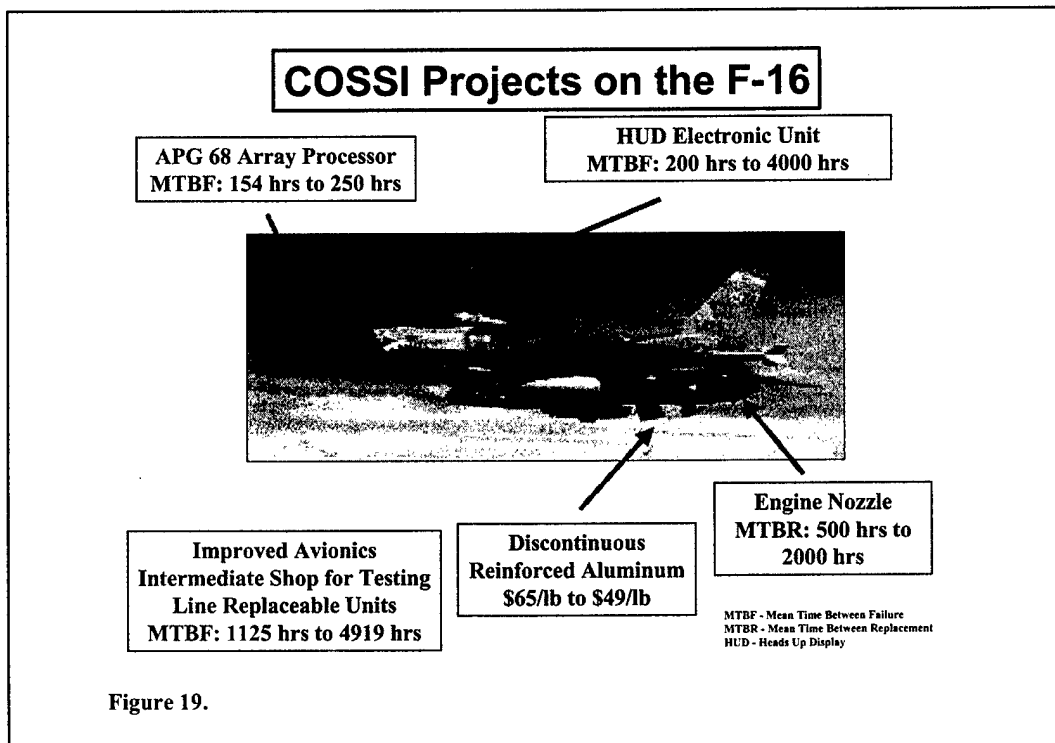 COSSI Projects on the F-16
APG 68 Array Processor
MTBF: 154 hrs to 250 hrs
HUD Electronic Unit
MTBF: 200 hrs to 4000 hrs
Improved Avionics
Intermediate Shop for Testing
Line Replaceable Units
MTBF: 1125 hrs to 4919 hrs
Discontinuous
Reinforced Aluminum
$65/lb to $49/lb
Engine Nozzle
MTBR: 500 hrs to
2000 hrs
MTBF - Mean Time Between Failure
MTBR - Mean Time Between Replacement
HUD - Heads Up Display
Figure 19.